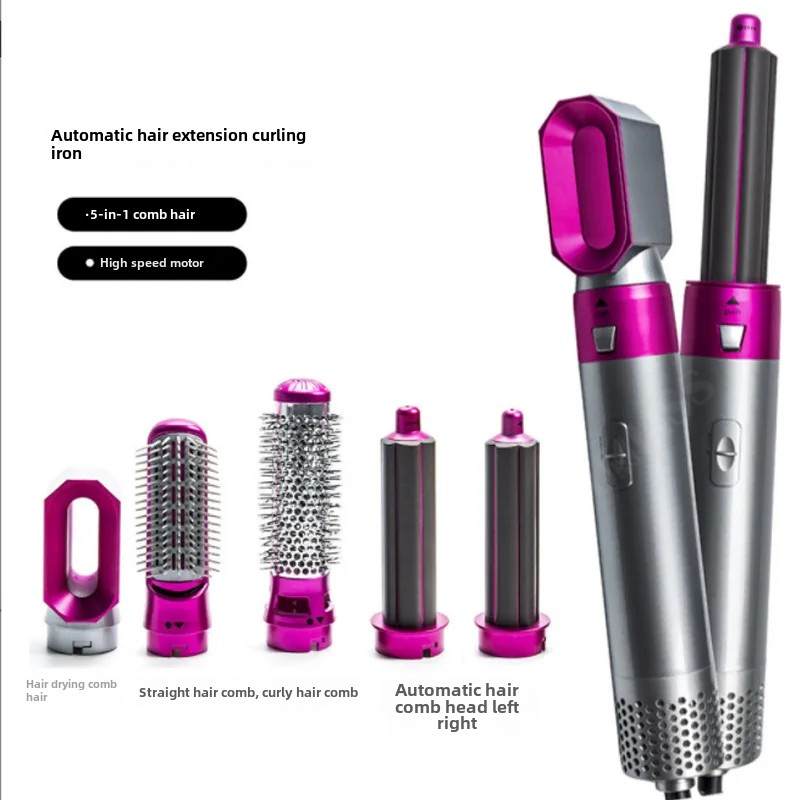 Automatic hair extension curling
iron
·5-in-1 comb hair
High speed motor
Hair drying comb
hair
Straight hair comb, curly hair comb
Automatic hair
comb head left
right